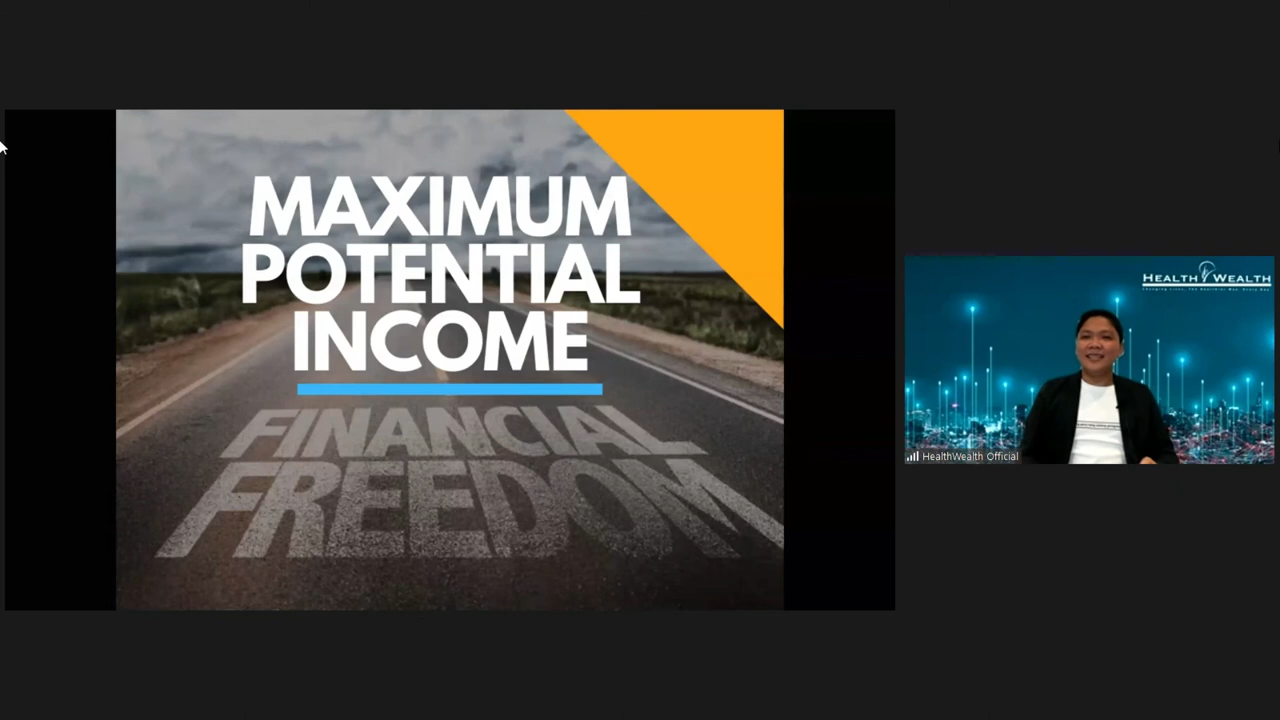 MAXIMUM
POTENTIAL
INCOME
FINANCIAL
FREEDOM
HEALTH WEALTH
HealthWealth Official